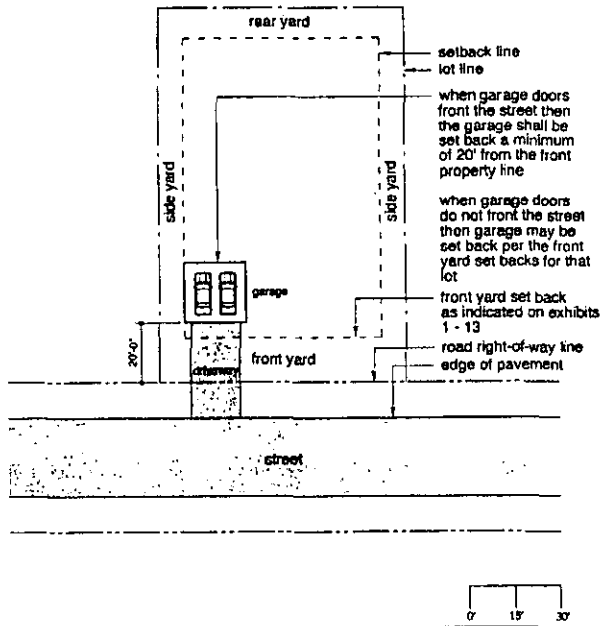 rear yard
setback line
lot line
when garage doors
front the street then
the garage shall be
set back a minimum
of 20' from the front
property line
side yard
side yard
when garage doors
do not front the street
then garage may be
set back per the front
yard set backs for that
lot
garage
front yard set back
as indicated on exhibits
1 - 13
20'-0"
front yard
road right-of-way line
driveway
edge of pavement
street
0' 15' 30'